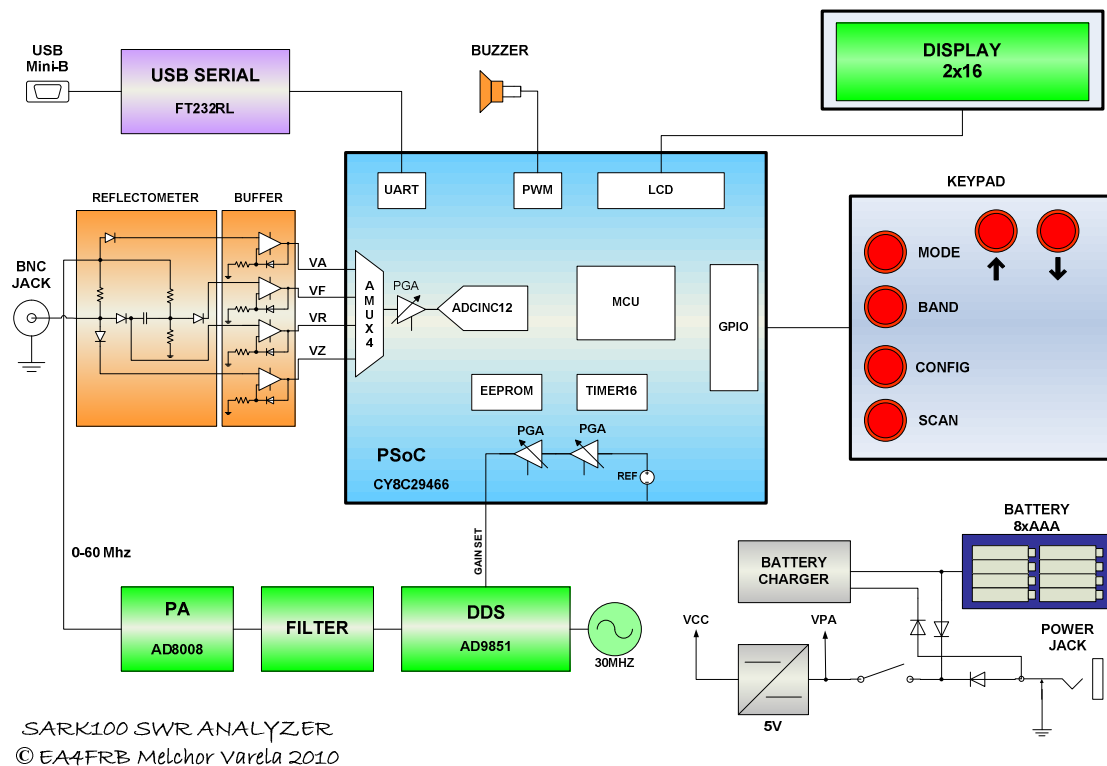 USB
Mini-B
USB SERIAL
FT232RL
BUZZER
DISPLAY
2x16
UART
PWM
LCD
KEYPAD
REFLECTOMETER
BUFFER
BNC
JACK
VA
VF
VR
VZ
AMUX4
PGA
ADCINC12
MCU
GPIO
MODE
BAND
CONFIG
SCAN
EEPROM
TIMER16
PGA
PGA
REF
PSoC
CY8C29466
GAIN SET
0-60 Mhz
PA
AD8008
FILTER
DDS
AD9851
30MHZ
BATTERY
8xAAA
BATTERY
CHARGER
VCC
VPA
5V
POWER
JACK
SARK100 SWR ANALYZER
© EA4FRB Melchor Varela 2010